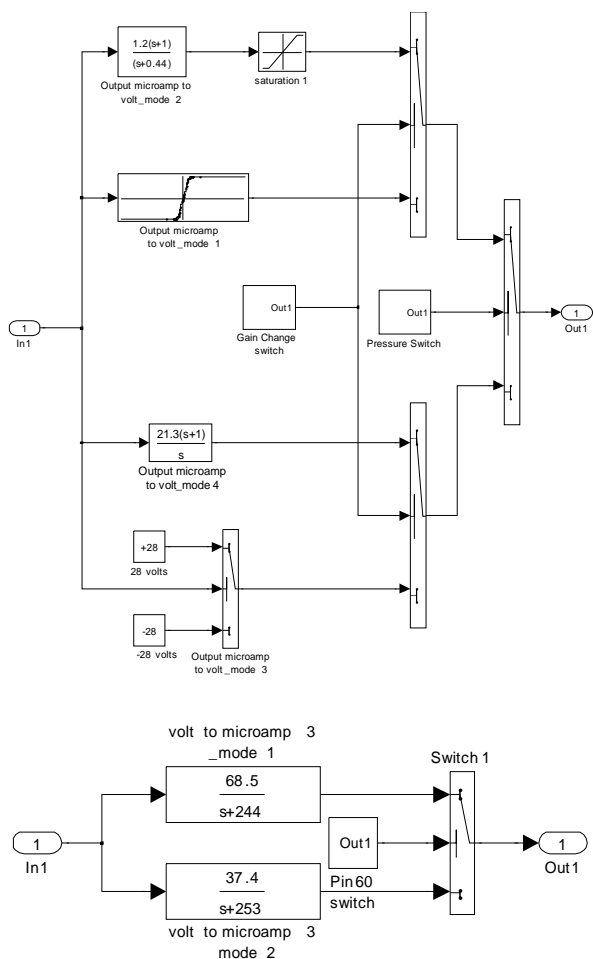 1.2(s+1)
(s+0.44)
Output microamp to
volt_mode 2
saturation 1
Output microamp
to volt_mode 1
Out1
Gain Change
switch
Out1
Pressure Switch
1
In1
1
Out1
21.3(s+1)
s
Output microamp
to volt_mode 4
+28
28 volts
-28
-28 volts
Output microamp
to volt_mode 3
volt to microamp 3
_mode 1
68.5
s+244
Switch 1
1
In1
Out1
1
Out1
Pin60
switch
37.4
s+253
volt to microamp 3
mode 2